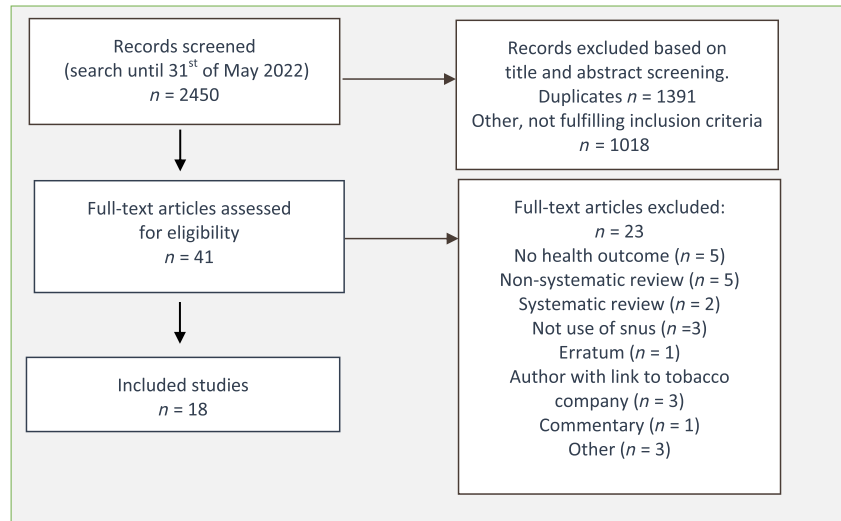 Records screened
(search until 31st of May 2022)
n = 2450
Records excluded based on
title and abstract screening.
Duplicates n = 1391
Other, not fulfilling inclusion criteria
n = 1018
Full-text articles assessed
for eligibility
n = 41
Full-text articles excluded:
n = 23
No health outcome (n = 5)
Non-systematic review (n = 5)
Systematic review (n = 2)
Not use of snus (n =3)
Erratum (n = 1)
Author with link to tobacco
company (n = 3)
Commentary (n = 1)
Other (n = 3)
Included studies
n = 18